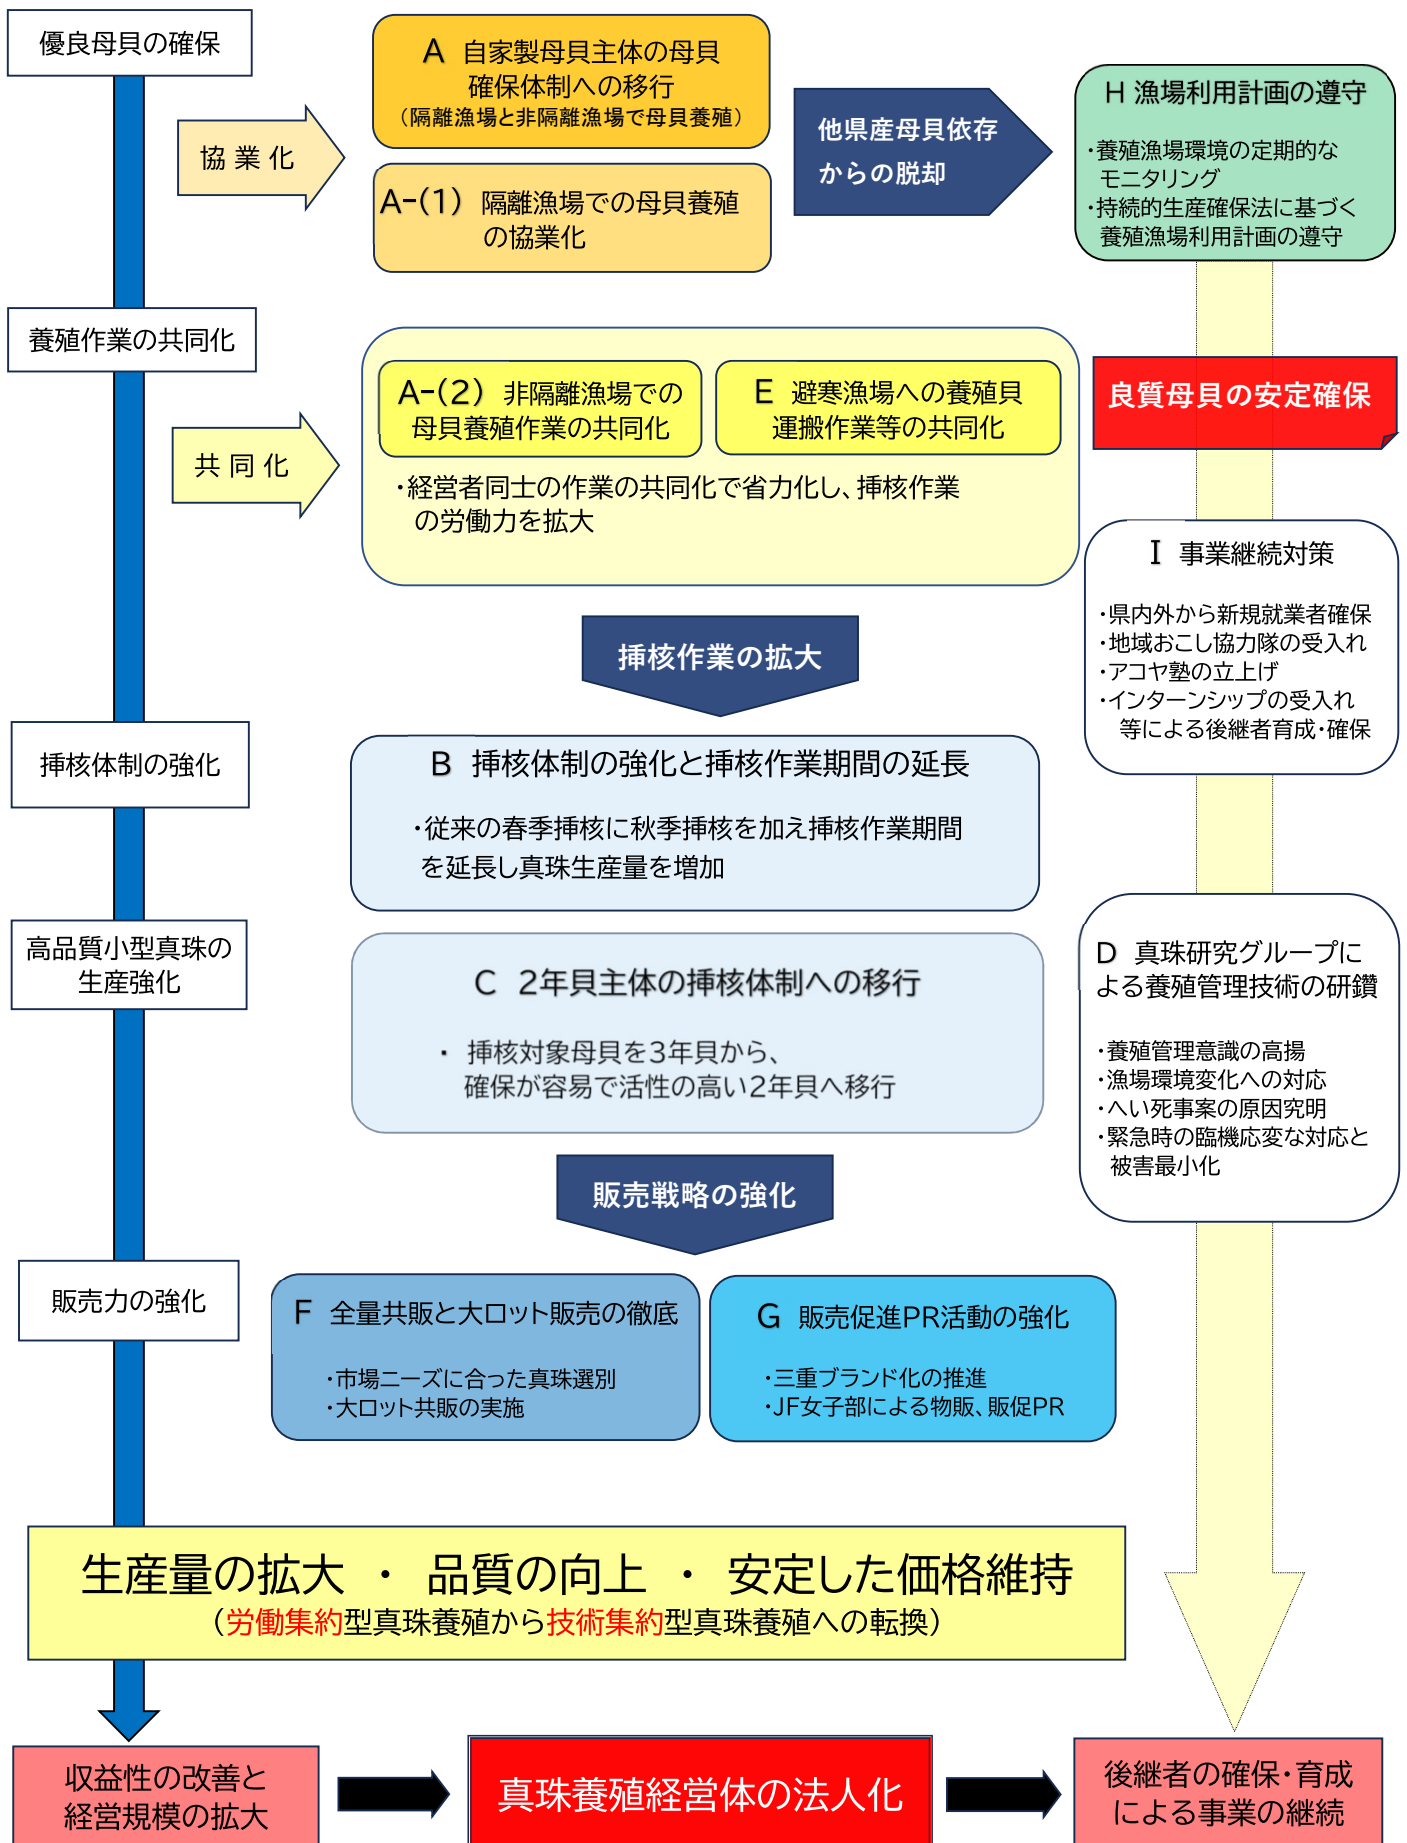 優良母貝の確保
A 自家製母貝主体の母貝
確保体制への移行
（隔離漁場と非隔離漁場で母貝養殖）
協 業 化
A-(1) 隔離漁場での母貝養殖
の協業化
他県産母貝依存
からの脱却
H 漁場利用計画の遵守
・養殖漁場環境の定期的な
モニタリング
・持続的生産確保法に基づく
養殖漁場利用計画の遵守
養殖作業の共同化
共 同 化
A-(2) 非隔離漁場での
母貝養殖作業の共同化
E 避寒漁場への養殖貝
運搬作業等の共同化
・経営者同士の作業の共同化で省力化し、挿核作業
の労働力を拡大
良質母貝の安定確保
I 事業継続対策
・県内外から新規就業者確保
・地域おこし協力隊の受入れ
・アコヤ塾の立上げ
・インターンシップの受入れ
等による後継者育成・確保
挿核作業の拡大
挿核体制の強化
B 挿核体制の強化と挿核作業期間の延長
・従来の春季挿核に秋季挿核を加え挿核作業期間
を延長し真珠生産量を増加
高品質小型真珠の
生産強化
C 2年貝主体の挿核体制への移行
・ 挿核対象母貝を3年貝から、
確保が容易で活性の高い2年貝へ移行
D 真珠研究グループに
よる養殖管理技術の研鑽
・養殖管理意識の高揚
・漁場環境変化への対応
・へい死事案の原因究明
・緊急時の臨機応変な対応と
被害最小化
販売戦略の強化
販売力の強化
F 全量共販と大ロット販売の徹底
・市場ニーズに合った真珠選別
・大ロット共販の実施
G 販売促進PR活動の強化
・三重ブランド化の推進
・JF女子部による物販、販促PR
生産量の拡大 ・ 品質の向上 ・ 安定した価格維持
（労働集約型真珠養殖から技術集約型真珠養殖への転換）
収益性の改善と
経営規模の拡大
真珠養殖経営体の法人化
後継者の確保・育成
による事業の継続